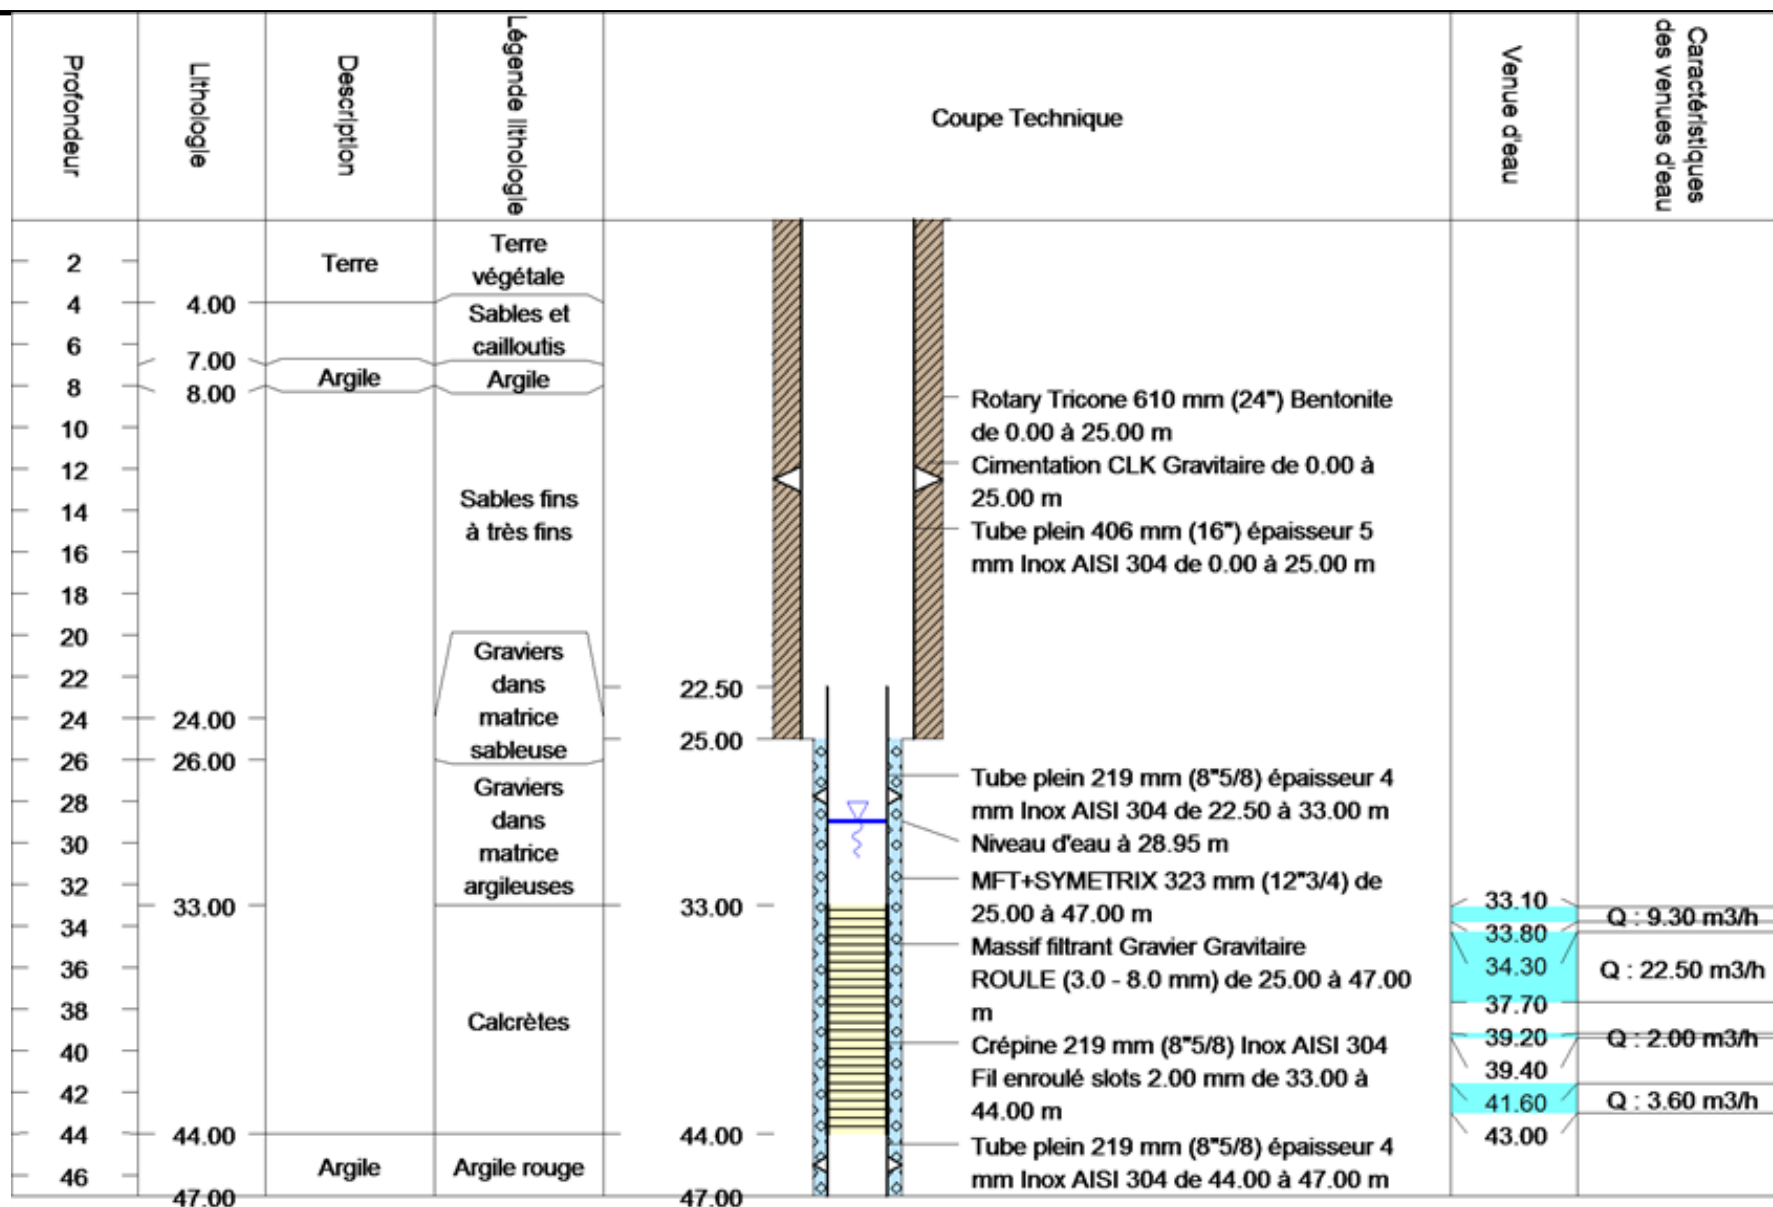 Profondeur
Lithologie
Description
Légende lithologie
Coupe Technique
Venue d'eau
Caractéristiques
des venues d'eau
2
4
6
8
10
12
14
16
18
20
22
24
26
28
30
32
34
36
38
40
42
44
46
4.00
7.00
8.00
24.00
26.00
33.00
44.00
47.00
Terre
Argile
Argile
Terre
végétale
Sables et
cailloutis
Argile
Sables fins
à très fins
Graviers
dans
matrice
sableuse
Graviers
dans
matrice
argileuses
Calcrètes
Argile rouge
22.50
25.00
33.00
44.00
47.00
Rotary Tricone 610 mm (24") Bentonite
de 0.00 à 25.00 m
Cimentation CLK Gravitaire de 0.00 à
25.00 m
Tube plein 406 mm (16") épaisseur 5
mm Inox AISI 304 de 0.00 à 25.00 m
Tube plein 219 mm (8"5/8) épaisseur 4
mm Inox AISI 304 de 22.50 à 33.00 m
Niveau d'eau à 28.95 m
MFT+SYMETRIX 323 mm (12"3/4) de
25.00 à 47.00 m
Massif filtrant Gravier Gravitaire
ROULE (3.0 - 8.0 mm) de 25.00 à 47.00
m
Crépine 219 mm (8"5/8) Inox AISI 304
Fil enroulé slots 2.00 mm de 33.00 à
44.00 m
Tube plein 219 mm (8"5/8) épaisseur 4
mm Inox AISI 304 de 44.00 à 47.00 m
33.10
33.80
34.30
37.70
39.20
39.40
41.60
43.00
Q : 9.30 m3/h
Q : 22.50 m3/h
Q : 2.00 m3/h
Q : 3.60 m3/h